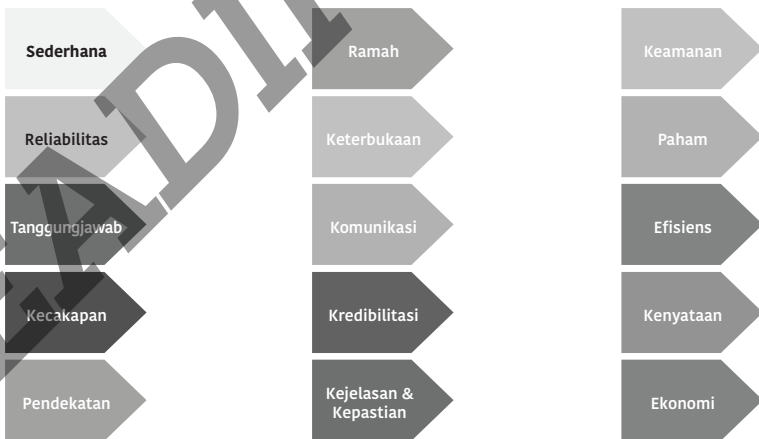 Sederhana
Reliabilitas
Tanggungjawab
Kecakapan
Pendekatan
Ramah
Keterbukaan
Komunikasi
Kredibilitasi
Kejelasan &
Kepastian
Keamanan
Paham
Efisiens
Kenyataan
Ekonomi